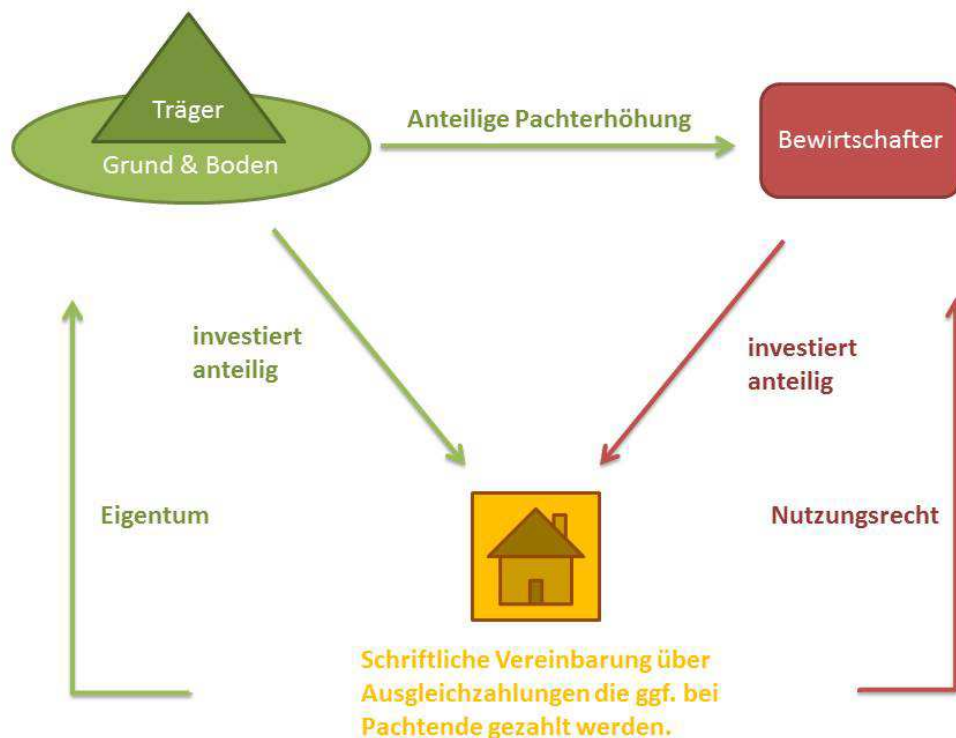 Träger
Grund & Boden
Anteilige Pachterhöhung
Bewirtschafter
investiert
anteilig
investiert
anteilig
Eigentum
Nutzungsrecht
Schriftliche Vereinbarung über
Ausgleichzahlungen die ggf. bei
Pachtende gezahlt werden.